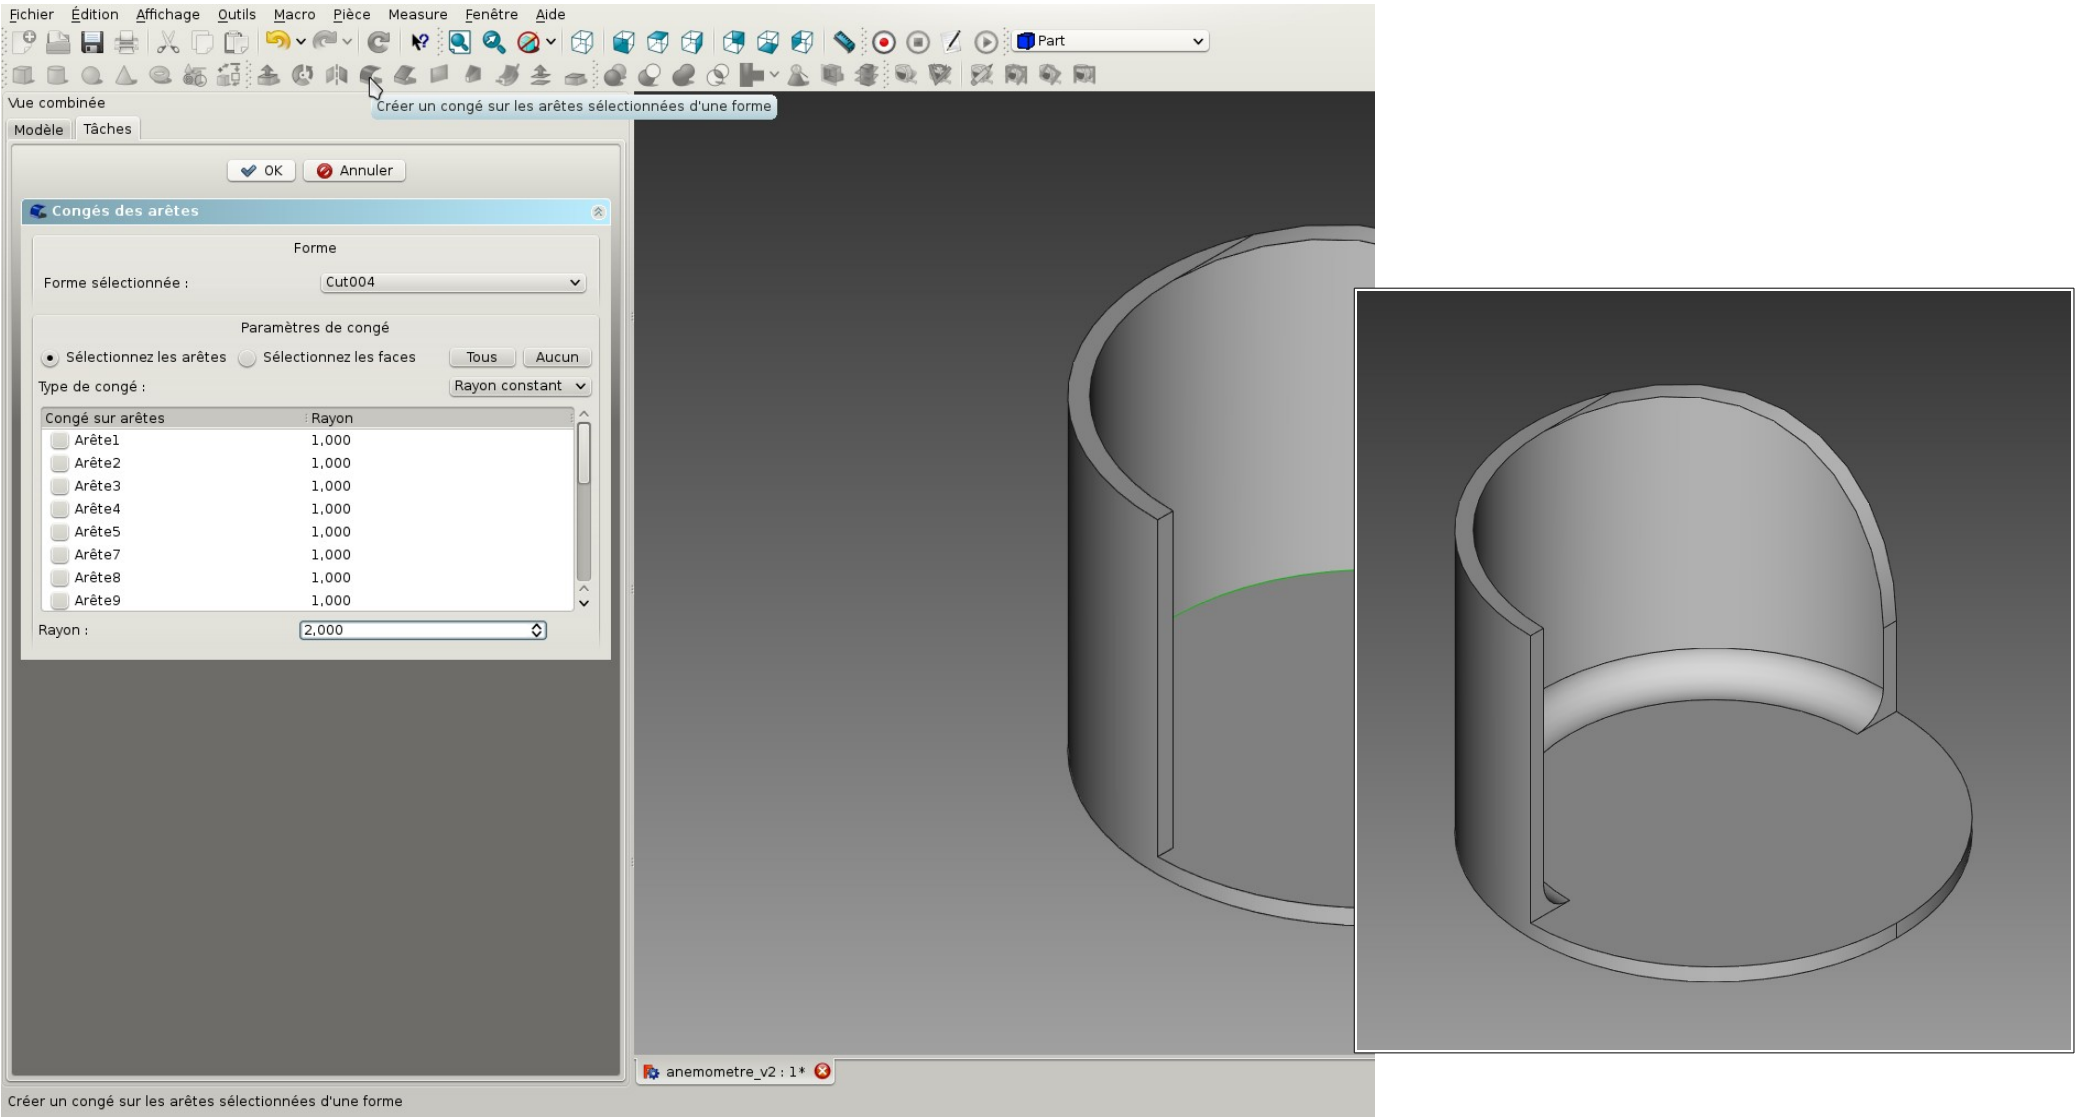 Fichier Édition Affichage Outils Macro Pièce Measure Fenêtre Aide
Part
Créer un congé sur les arêtes sélectionnées d'une forme
Vue combinée
Modèle Tâches
OK Annuler
Congés des arêtes
Forme
Forme sélectionnée : Cut004
Paramètres de congé
Sélectionnez les arêtes Sélectionnez les faces Tous Aucun
Type de congé : Rayon constant
Congé sur arêtes Rayon
Arête1 1,000
Arête2 1,000
Arête3 1,000
Arête4 1,000
Arête5 1,000
Arête7 1,000
Arête8 1,000
Arête9 1,000
Rayon : 2,000
anemometre_v2 : 1*
Créer un congé sur les arêtes sélectionnées d'une forme